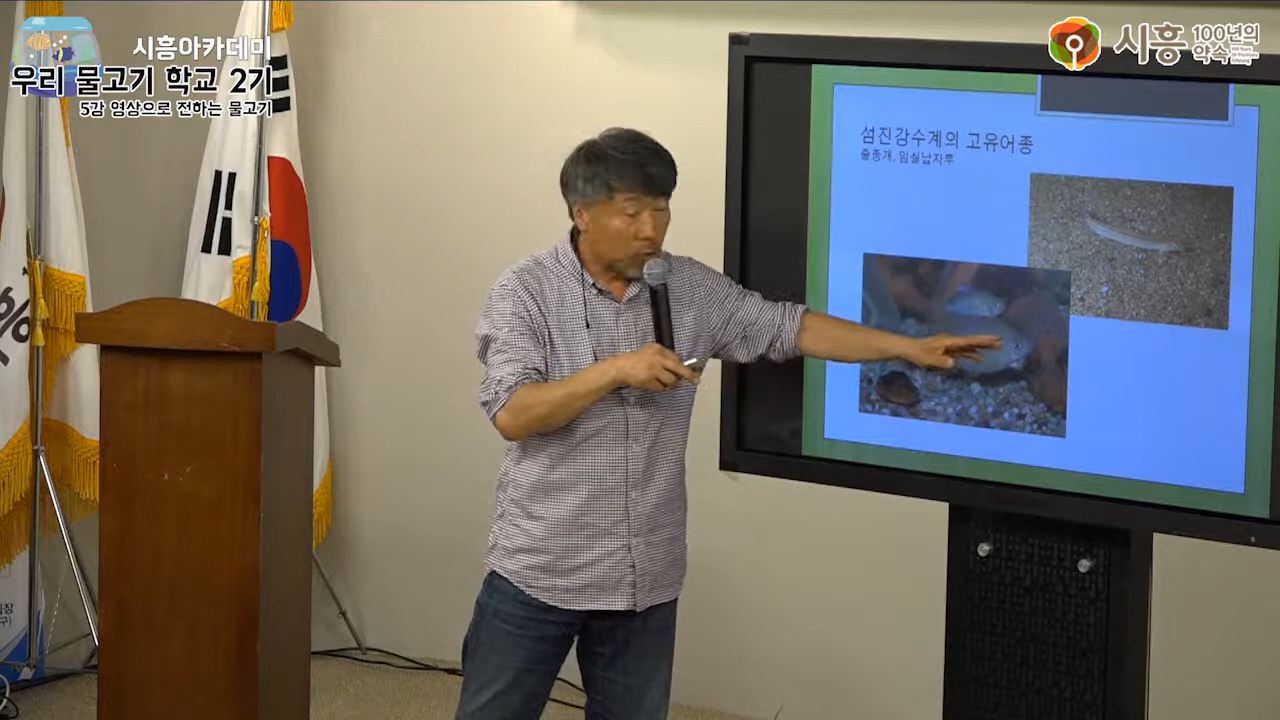 시흥아카데미
우리 물고기 학교 2기
5강 영상으로 전하는 물고기
시흥 100년의
약속
섬진강수계의 고유어종
줄종개, 임실납자루